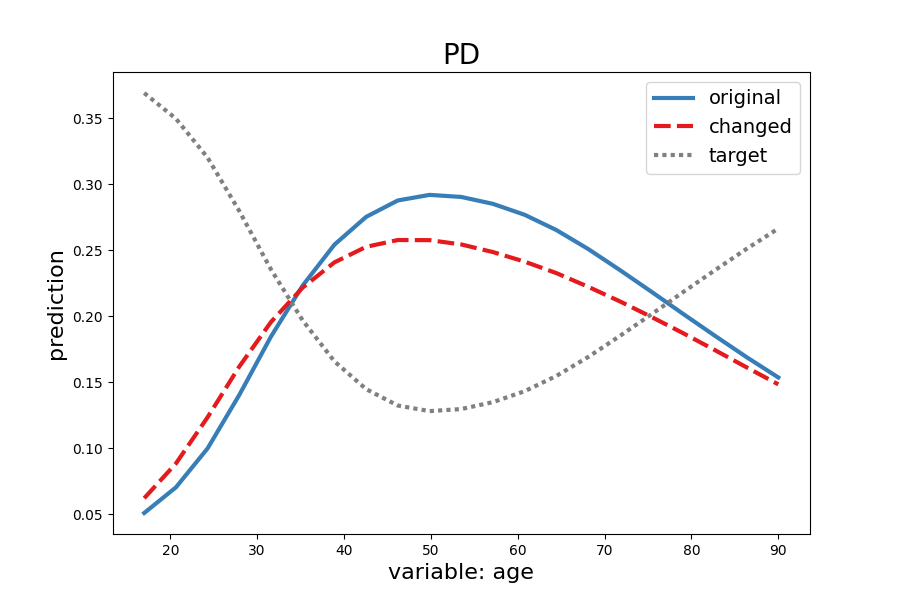 PD
original
changed
target
prediction
0.35
0.30
0.25
0.20
0.15
0.10
0.05
20 30 40 50 60 70 80 90
variable: age